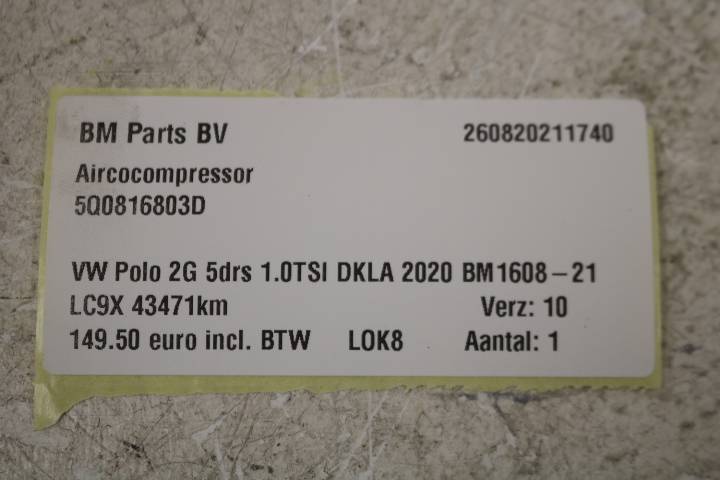 BM Parts BV 260820211740
Aircocompressor
5Q0816803D
VW Polo 2G 5drs 1.0TSI DKLA 2020 BM1608-21
LC9X 43471km Verz: 10
149.50 euro incl. BTW LOK8 Aantal: 1